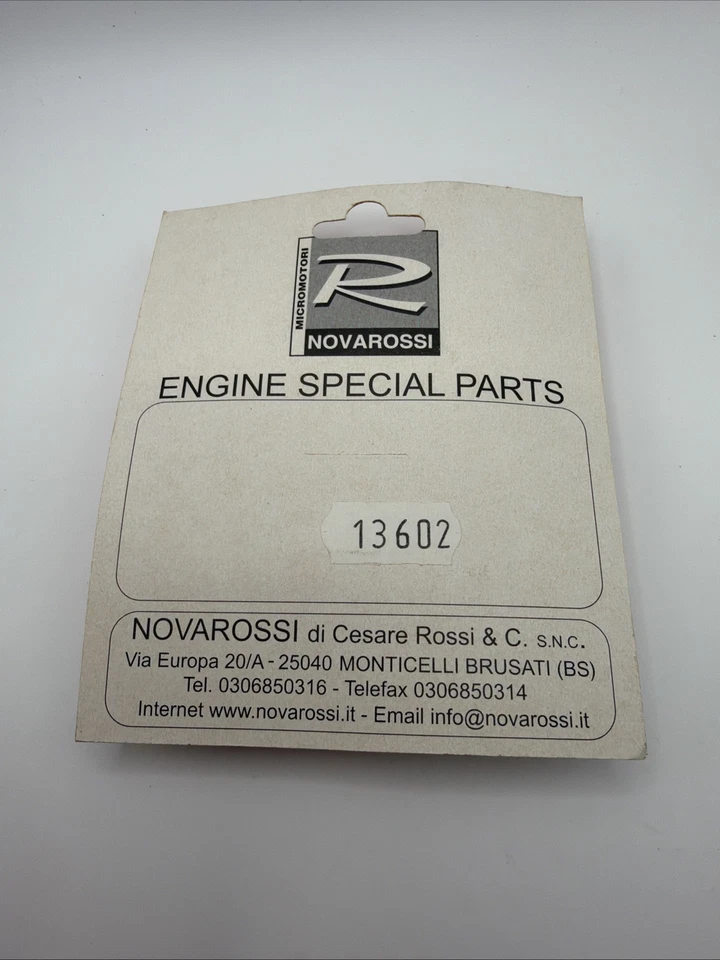 MICROMOTORI
R
NOVAROSSI
ENGINE SPECIAL PARTS
13602
NOVAROSSI di Cesare Rossi & C. S.N.C.
Via Europa 20/A - 25040 MONTICELLI BRUSATI (BS)
Tel. 0306850316 - Telefax 0306850314
Internet www.novarossi.it - Email info@novarossi.it